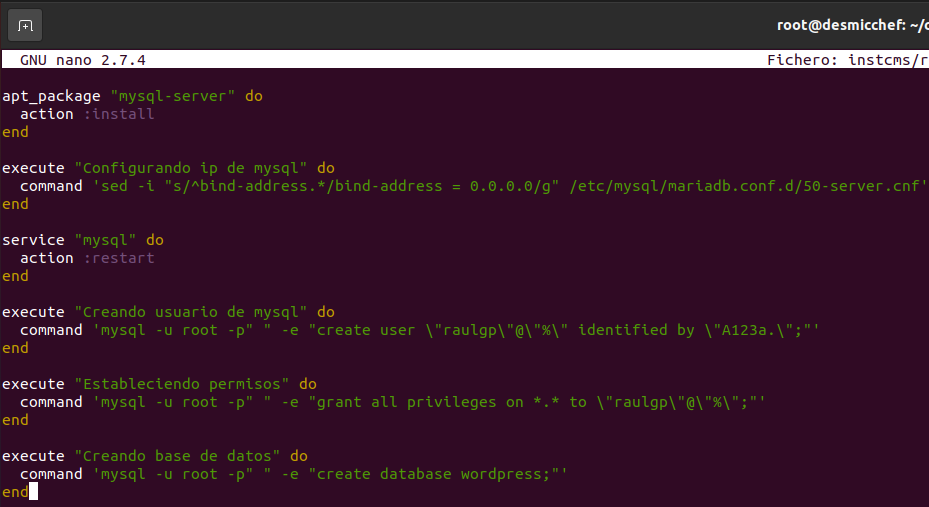 root@desmicchef: ~/c
GNU nano 2.7.4 Fichero: instcms/r
apt_package "mysql-server" do
  action :install
end
execute "Configurando ip de mysql" do
  command 'sed -i "s/^bind-address.*/bind-address = 0.0.0.0/g" /etc/mysql/mariadb.conf.d/50-server.cnf'
end
service "mysql" do
  action :restart
end
execute "Creando usuario de mysql" do
  command 'mysql -u root -p" " -e "create user \"raulgp\"@\"%\" identified by \"A123a.\";"'
end
execute "Estableciendo permisos" do
  command 'mysql -u root -p" " -e "grant all privileges on *.* to \"raulgp\"@\"%\";"'
end
execute "Creando base de datos" do
  command 'mysql -u root -p" " -e "create database wordpress;"'
end